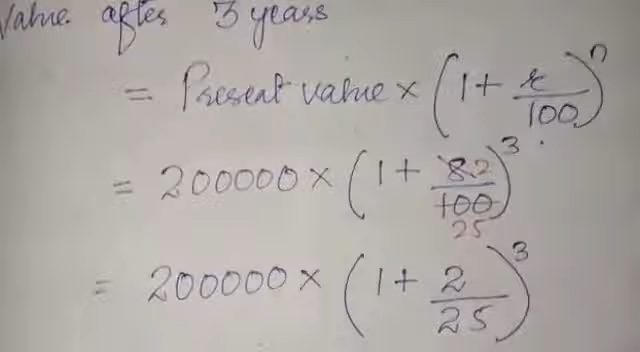 Value after 3 years
= Present value × (1 + r/100)^n
= 200000 × (1 + 8/100)^3 2 25
= 200000 × (1 + 2/25)^3